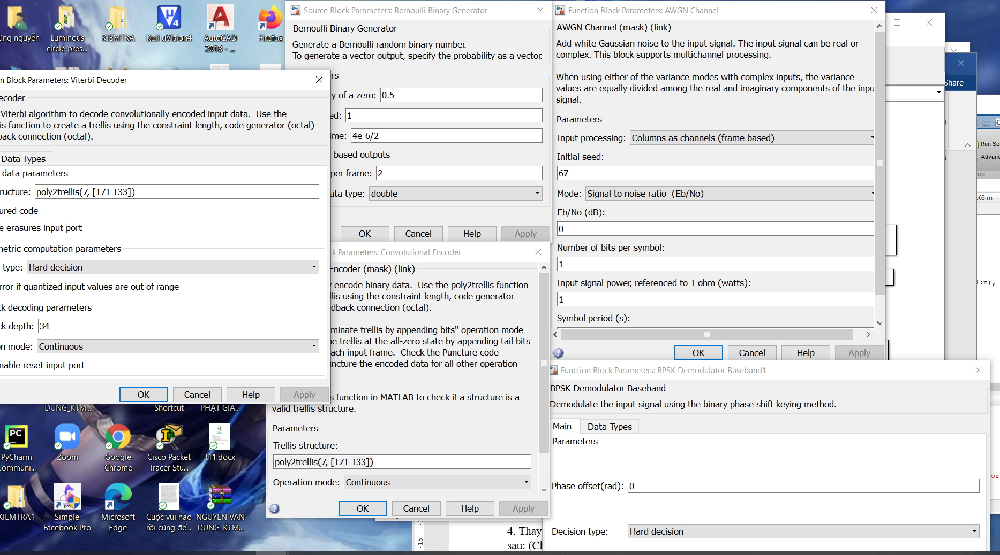 ũng nguyễn
Luminous
circle pres...
KIEMTRA
Keil uVision4
AutoCAD
2018 - ...
Firefox
Source Block Parameters: Bernoulli Binary Generator
Bernoulli Binary Generator
Generate a Bernoulli random binary number.
To generate a vector output, specify the probability as a vector.
rs
ty of a zero: 0.5
ed: 1
ime: 4e-6/2
-based outputs
per frame: 2
ata type: double
OK Cancel Help Apply
Function Block Parameters: AWGN Channel
AWGN Channel (mask) (link)
Add white Gaussian noise to the input signal. The input signal can be real or
complex. This block supports multichannel processing.
When using either of the variance modes with complex inputs, the variance
values are equally divided among the real and imaginary components of the inpu
signal.
Parameters
Input processing: Columns as channels (frame based)
Initial seed:
67
Mode: Signal to noise ratio (Eb/No)
Eb/No (dB):
0
Number of bits per symbol:
1
Input signal power, referenced to 1 ohm (watts):
1
Symbol period (s):
OK Cancel Help Apply
Share
Run Se
Advanc
UN
b63.m
1:n),
or
n Block Parameters: Viterbi Decoder
ecoder
Viterbi algorithm to decode convolutionally encoded input data. Use the
is function to create a trellis using the constraint length, code generator (octal)
back connection (octal).
Data Types
data parameters
ructure: poly2trellis(7, [171 133])
ured code
e erasures input port
metric computation parameters
type: Hard decision
rror if quantized input values are out of range
ck decoding parameters
ck depth: 34
on mode: Continuous
nable reset input port
OK Cancel Help Apply
ck Parameters: Convolutional Encoder
Encoder (mask) (link)
y encode binary data. Use the poly2trellis function
llis using the constraint length, code generator
edback connection (octal).
minate trellis by appending bits" operation mode
he trellis at the all-zero state by appending tail bits
ach input frame. Check the Puncture code
uncture the encoded data for all other operation
s function in MATLAB to check if a structure is a
valid trellis structure.
Parameters
Trellis structure:
poly2trellis(7, [171 133])
Operation mode: Continuous
OK Cancel Help Apply
Function Block Parameters: BPSK Demodulator Baseband1
BPSK Demodulator Baseband
Demodulate the input signal using the binary phase shift keying method.
Main Data Types
Parameters
Phase offset(rad): 0
Decision type: Hard decision
DUNG_KTM...
Shortcut
PHẬT GIÁ...
PyCharm
Communi...
Zoom
Google
Chrome
Cisco Packet
Tracer Stu...
t11.docx
KIEMTRA1
Simple
Facebook Pro
Microsoft
Edge
Cuộc vui nào
rồi cũng đế...
NGUYEN VAN
DUNG_KTM...
15
4. Thay
sau: (Ch